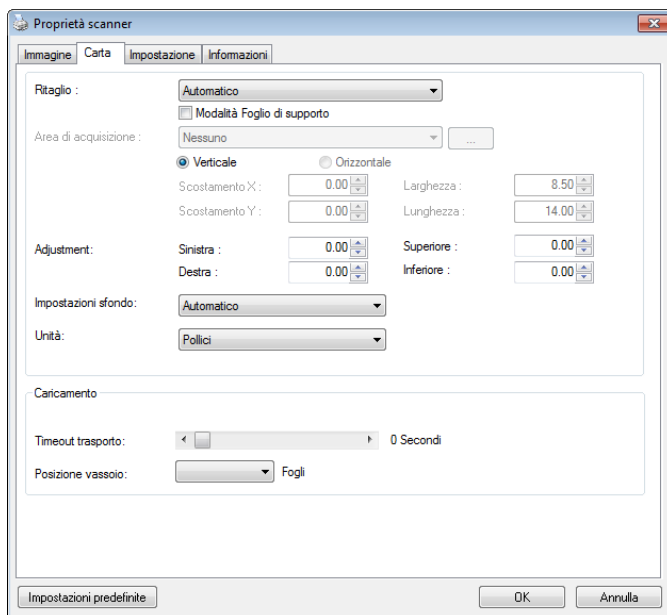 Proprietà scanner
Immagine Carta Impostazione Informazioni
Ritaglio : Automatico
Modalità Foglio di supporto
Area di acquisizione : Nessuno ...
Verticale Orizzontale
Scostamento X : 0.00 Larghezza : 8.50
Scostamento Y : 0.00 Lunghezza : 14.00
Adjustment: Sinistra : 0.00 Superiore : 0.00
Destra : 0.00 Inferiore : 0.00
Impostazioni sfondo: Automatico
Unità: Pollici
Caricamento
Timeout trasporto: 0 Secondi
Posizione vassoio: Fogli
Impostazioni predefinite OK Annulla